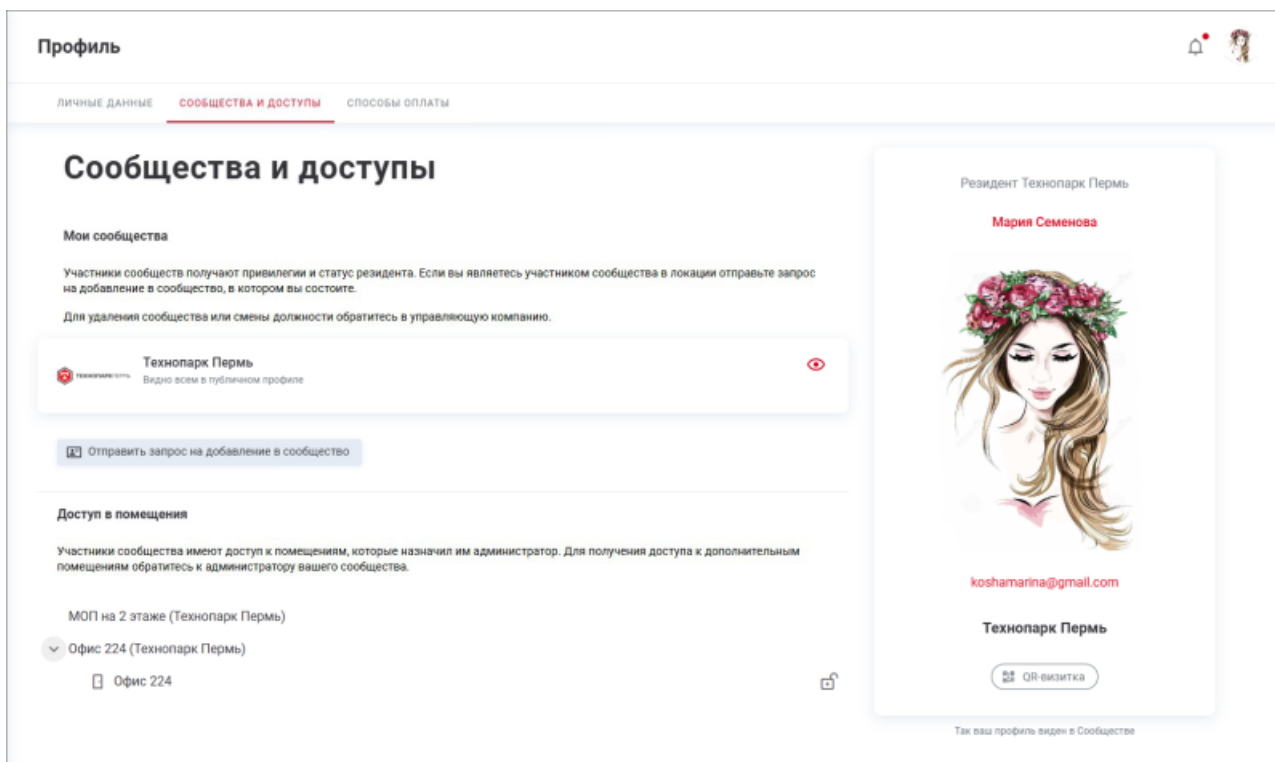 Профиль
ЛИЧНЫЕ ДАННЫЕ СООБЩЕСТВА И ДОСТУПЫ СПОСОБЫ ОПЛАТЫ
Сообщества и доступы
Мои сообщества
Участники сообществ получают привилегии и статус резидента. Если вы являетесь участником сообщества в локации отправьте запрос
на добавление в сообщество, в котором вы состоите.
Для удаления сообщества или смены должности обратитесь в управляющую компанию.
ТЕХНОПАРК ПЕРМЬ
Технопарк Пермь
Видно всем в публичном профиле
Отправить запрос на добавление в сообщество
Доступ в помещения
Участники сообщества имеют доступ к помещениям, которые назначил им администратор. Для получения доступа к дополнительным
помещениям обратитесь к администратору вашего сообщества.
МОП на 2 этаже (Технопарк Пермь)
Офис 224 (Технопарк Пермь)
Офис 224
Резидент Технопарк Пермь
Мария Семенова
koshamarina@gmail.com
Технопарк Пермь
QR-визитка
Так ваш профиль виден в Сообществе